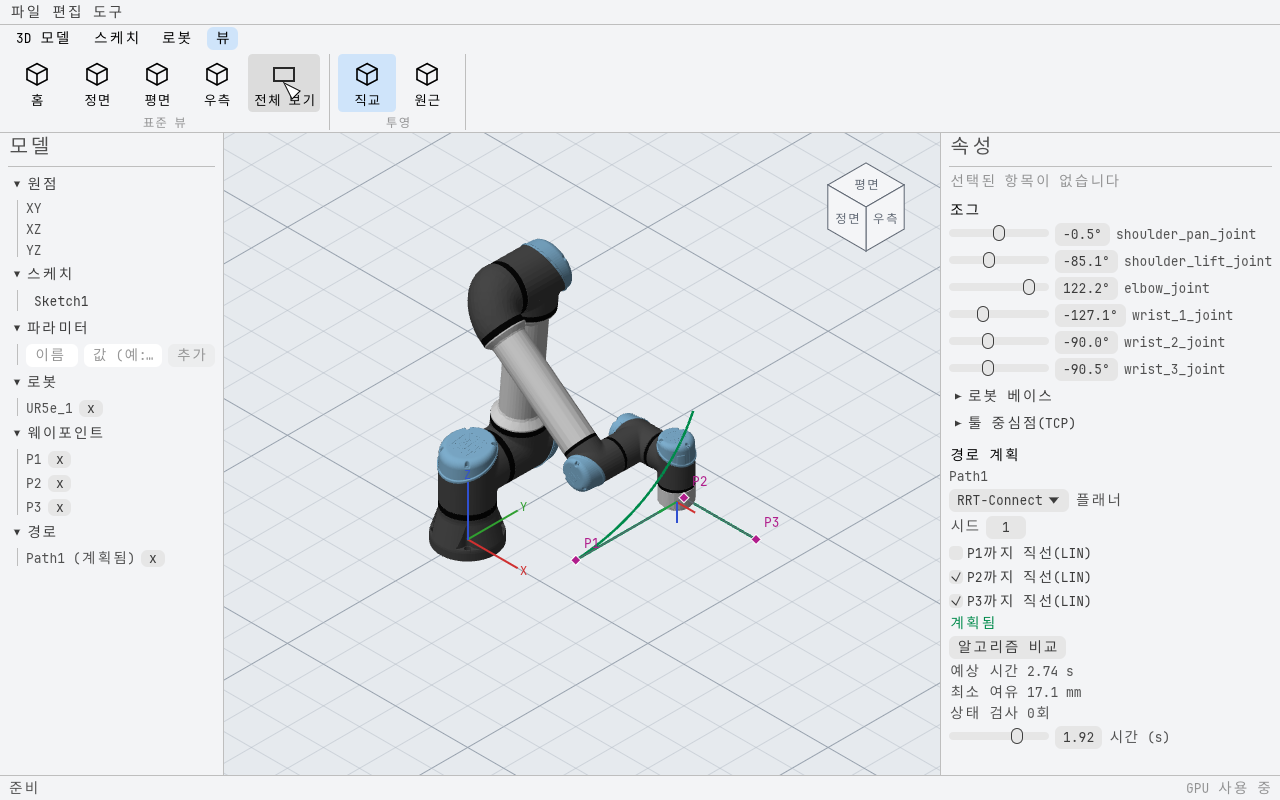 파일 편집 도구
3D 모델 스케치 로봇 뷰
홈 정면 평면 우측 전체 보기 직교 원근
표준 뷰 투영
모델
▼ 원점
XY
XZ
YZ
▼ 스케치
Sketch1
▼ 파라미터
이름 값 (예:… 추가
▼ 로봇
UR5e_1 x
▼ 웨이포인트
P1 x
P2 x
P3 x
▼ 경로
Path1 (계획됨) x
평면
정면 우측
Z
Y
X
P1
P2
P3
속성
선택된 항목이 없습니다
조그
-0.5° shoulder_pan_joint
-85.1° shoulder_lift_joint
122.2° elbow_joint
-127.1° wrist_1_joint
-90.0° wrist_2_joint
-90.5° wrist_3_joint
▶ 로봇 베이스
▶ 툴 중심점(TCP)
경로 계획
Path1
RRT-Connect ▼ 플래너
시드 1
P1까지 직선(LIN)
P2까지 직선(LIN)
P3까지 직선(LIN)
계획됨
알고리즘 비교
예상 시간 2.74 s
최소 여유 17.1 mm
상태 검사 0회
1.92 시간 (s)
준비
GPU 사용 중